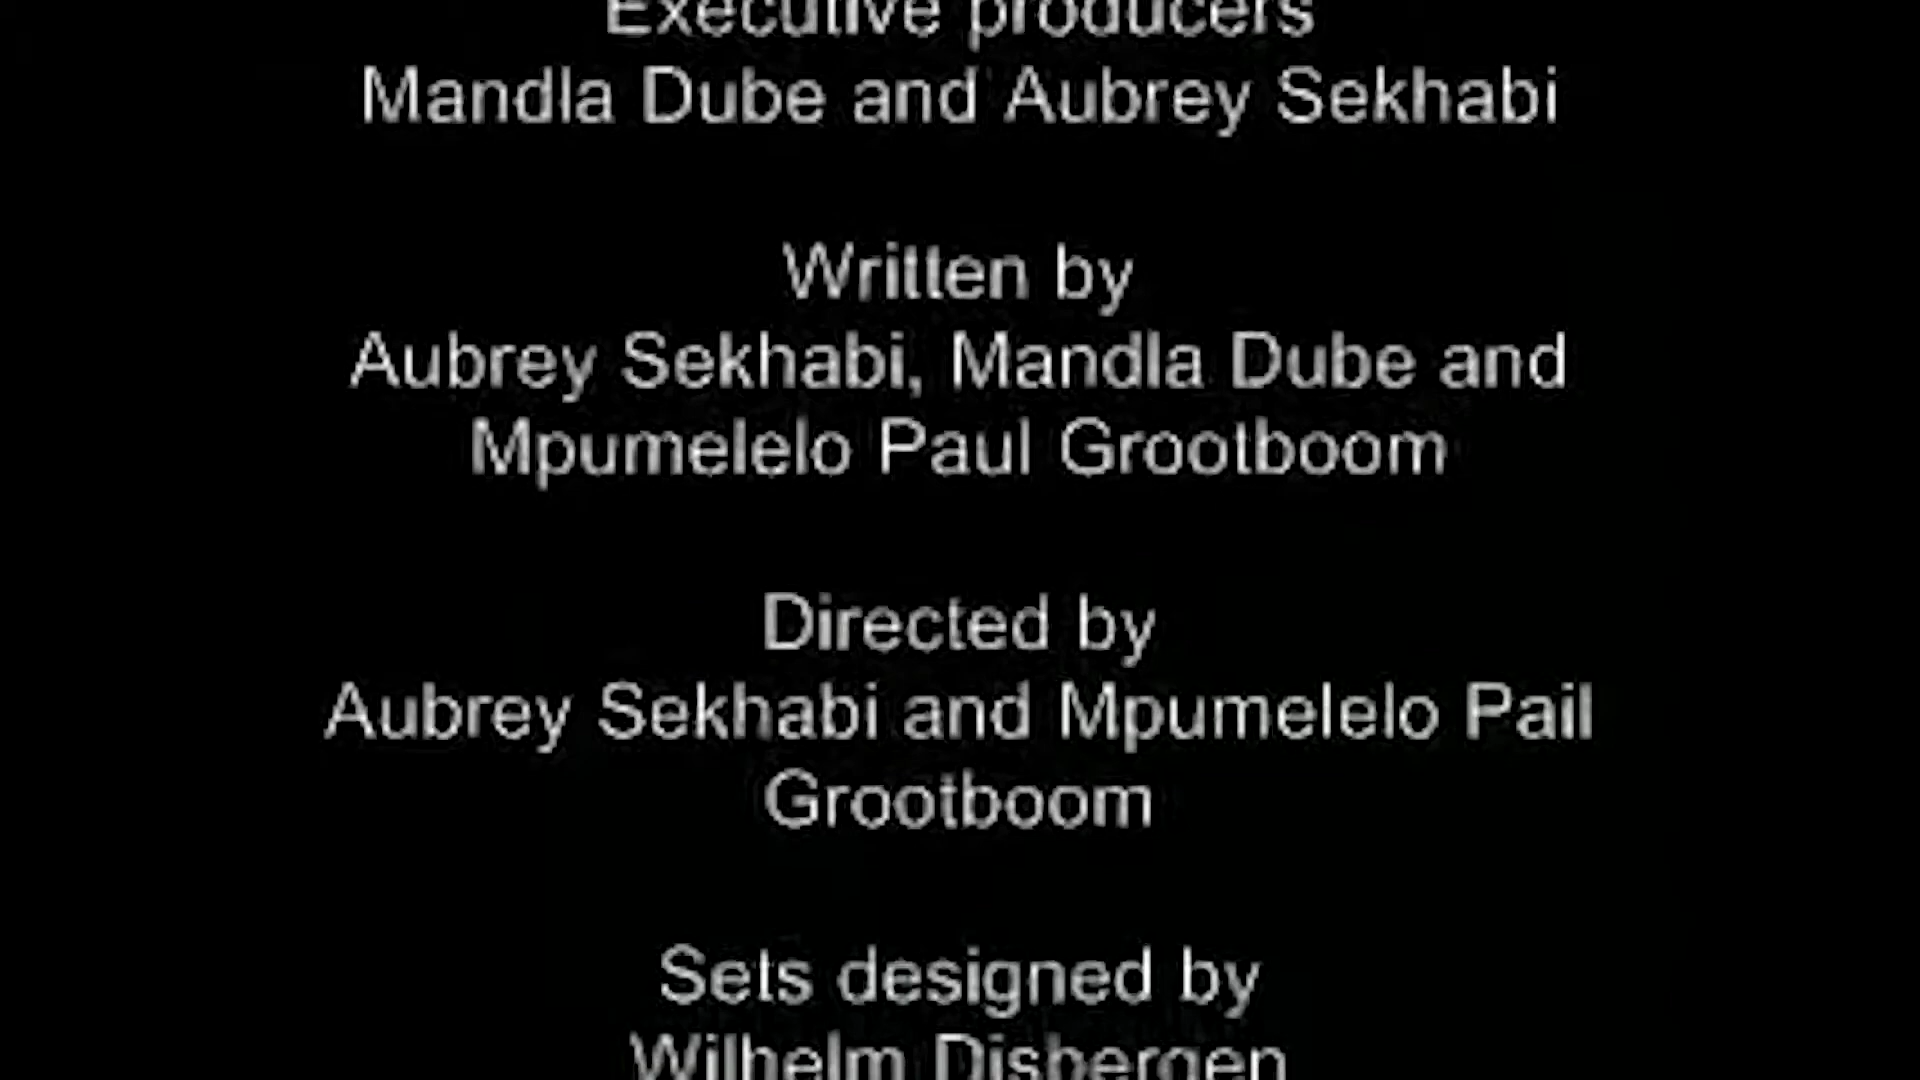 Executive producers
Mandla Dube and Aubrey Sekhabi
Written by
Aubrey Sekhabi, Mandla Dube and
Mpumelelo Paul Grootboom
Directed by
Aubrey Sekhabi and Mpumelelo Pail
Grootboom
Sets designed by
Wilhelm Disbergen